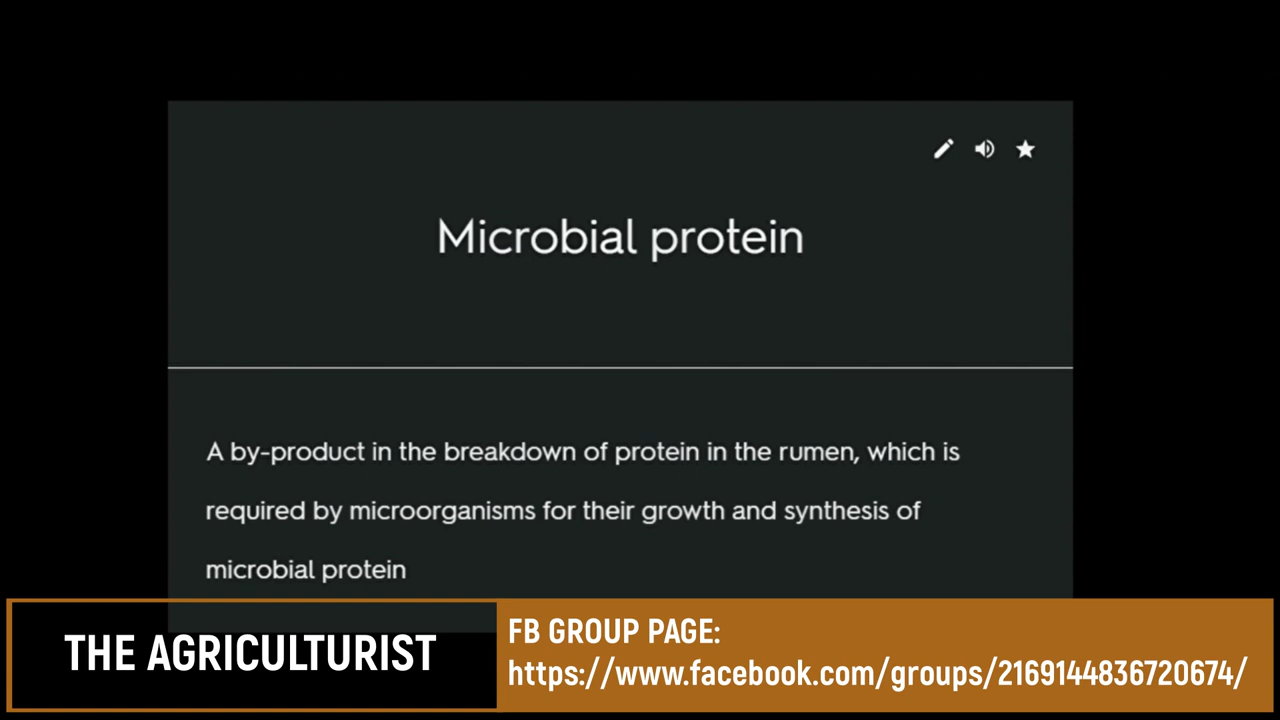 Microbial protein
A by-product in the breakdown of protein in the rumen, which is
required by microorganisms for their growth and synthesis of
microbial protein
THE AGRICULTURIST
FB GROUP PAGE:
https://www.facebook.com/groups/2169144836720674/